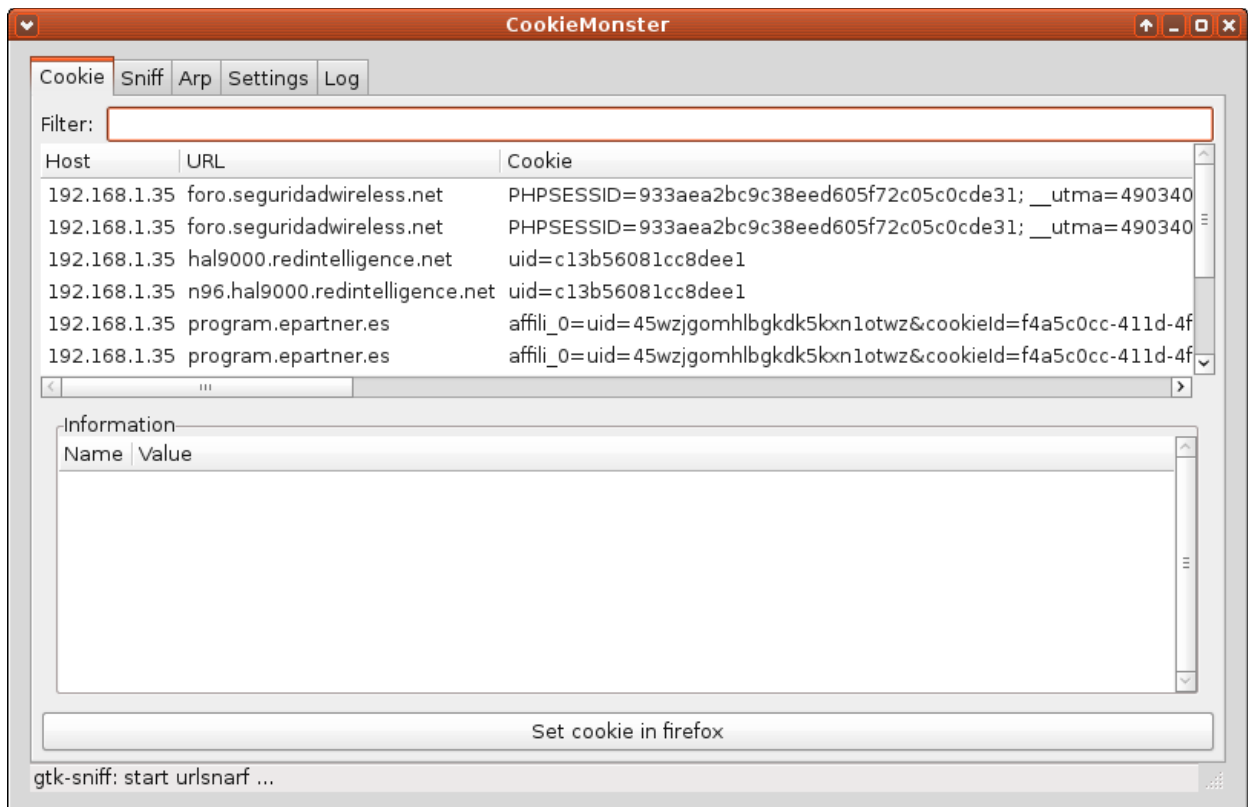 CookieMonster
Cookie Sniff Arp Settings Log
Filter:
Host URL Cookie
192.168.1.35 foro.seguridadwireless.net PHPSESSID=933aea2bc9c38eed605f72c05c0cde31; __utma=490340
192.168.1.35 foro.seguridadwireless.net PHPSESSID=933aea2bc9c38eed605f72c05c0cde31; __utma=490340
192.168.1.35 hal9000.redintelligence.net uid=c13b56081cc8dee1
192.168.1.35 n96.hal9000.redintelligence.net uid=c13b56081cc8dee1
192.168.1.35 program.epartner.es affili_0=uid=45wzjgomhlbgkdk5kxn1otwz&cookieId=f4a5c0cc-411d-4f
192.168.1.35 program.epartner.es affili_0=uid=45wzjgomhlbgkdk5kxn1otwz&cookieId=f4a5c0cc-411d-4f
Information
Name Value
Set cookie in firefox
gtk-sniff: start urlsnarf ...